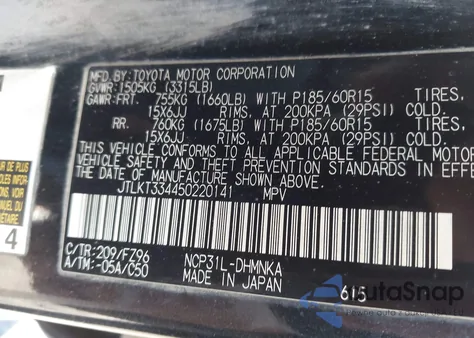 MFD. BY: TOYOTA MOTOR CORPORATION
GVWR: 1505KG (3315LB)
GAWR: FRT. 755KG (1660LB) WITH P185/60R15 TIRES,
15X6JJ RIMS, AT 200KPA (29PSI) COLD.
RR. 760KG (1675LB) WITH P185/60R15 TIRES,
15X6JJ RIMS, AT 200KPA (29PSI) COLD.
THIS VEHICLE CONFORMS TO ALL APPLICABLE FEDERAL MOTOR
VEHICLE SAFETY AND THEFT PREVENTION STANDARDS IN EFFE
THE DATE OF MANUFACTURE SHOWN ABOVE.
JTLKT334450220141 MPV
C/TR: 209/FZ96 NCP31L-DHMNKA
A/TM: -05A/C50 MADE IN JAPAN 615
4
AutoSnap